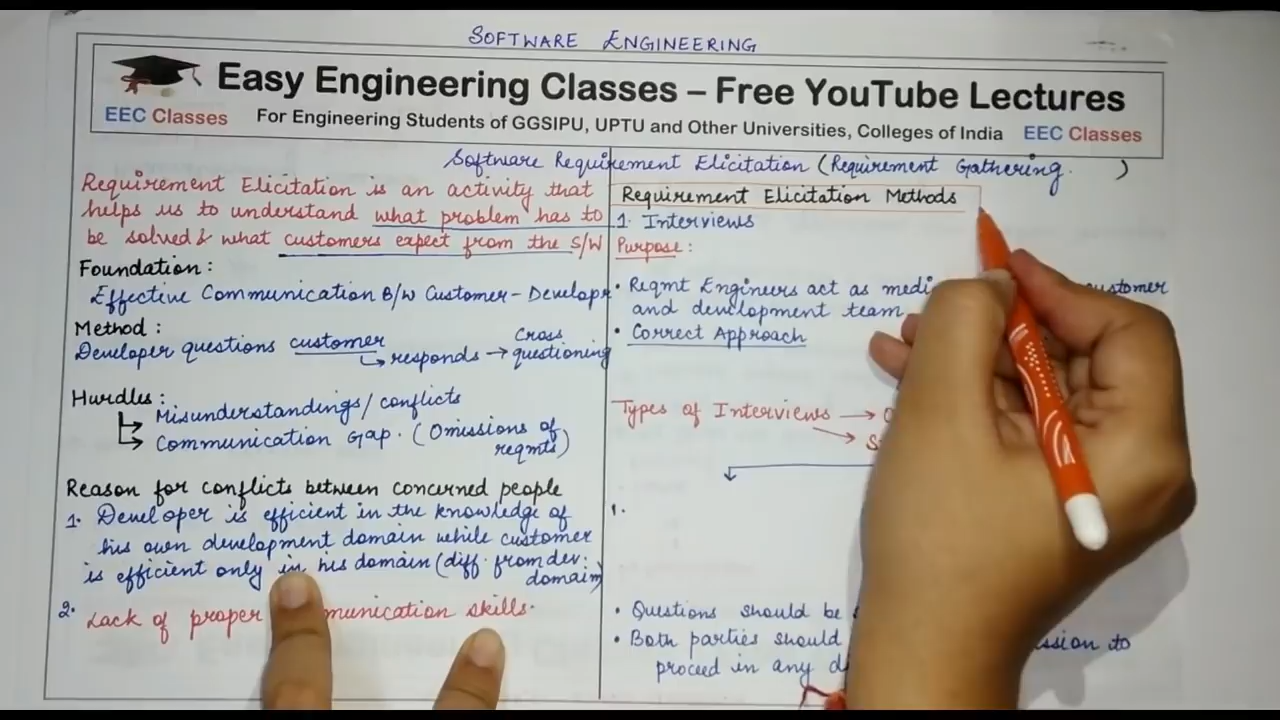 SOFTWARE ENGINEERING
Easy Engineering Classes – Free YouTube Lectures
EEC Classes For Engineering Students of GGSIPU, UPTU and Other Universities, Colleges of India EEC Classes
Software Requirement Elicitation (Requirement Gathering )
Requirement Elicitation is an activity that
helps us to understand what problem has to
be solved & what customers expect from the S/W
Foundation:
Effective Communication B/W Customer - Developr
Method:
Developer questions customer
responds → cross questioning
Hurdles:
Misunderstandings/conflicts
Communication Gap. (Omissions of
reqmts)
Reason for conflicts between concerned people
1. Developer is efficient in the knowledge of
his own development domain while customer
is efficient only in his domain (diff. from dev.
domain)
2. Lack of proper skills.
Requirement Elicitation Methods
1. Interviews
Purpose:
• Reqmt Engineers act as
and development team
• Correct Approach
Types of Interviews →
1.
• Questions should be
• Both parties should to
proceed in any